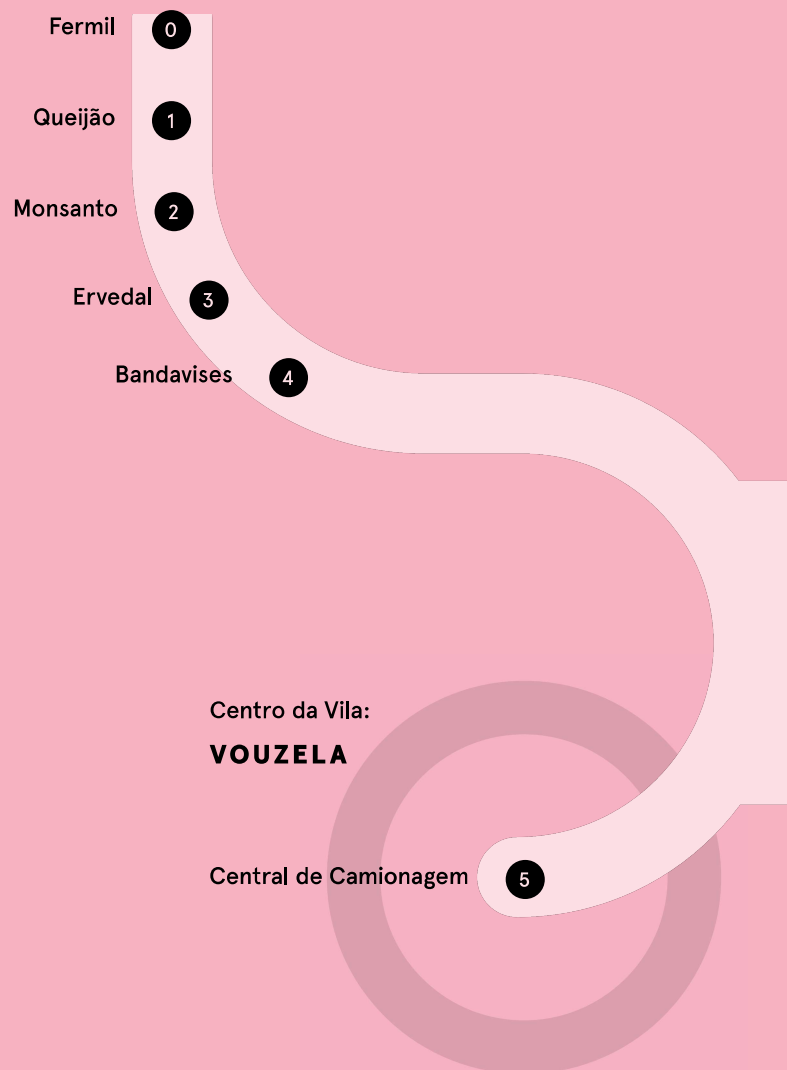 Fermil 0
Queijão 1
Monsanto 2
Ervedal 3
Bandavises 4
Centro da Vila:
VOUZELA
Central de Camionagem 5